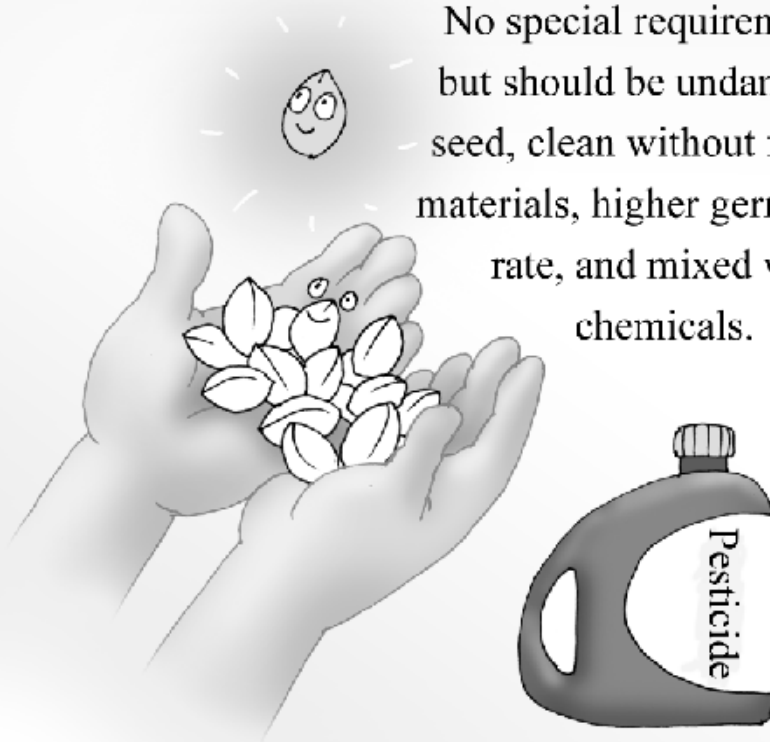 No special
but should be
seed, clean without
materials, higher
rate, and mixed
chemicals.
Pesticide